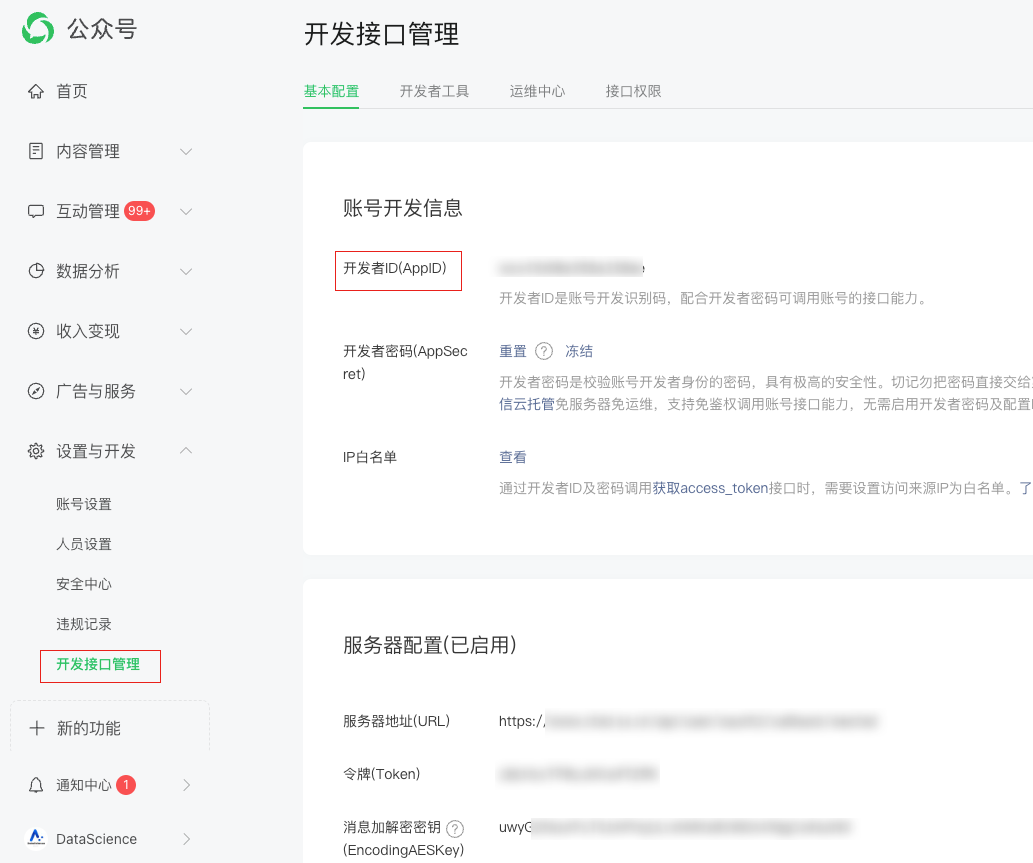 公众号
首页
内容管理
互动管理 99+
数据分析
收入变现
广告与服务
设置与开发
账号设置
人员设置
安全中心
违规记录
开发接口管理
新的功能
通知中心 1
DataScience
开发接口管理
基本配置 开发者工具 运维中心 接口权限
账号开发信息
开发者ID(AppID)
开发者ID是账号开发识别码，配合开发者密码可调用账号的接口能力。
开发者密码(AppSec
ret)
重置 ? 冻结
开发者密码是校验账号开发者身份的密码，具有极高的安全性。切记勿把密码直接交给
信云托管免服务器免运维，支持免鉴权调用账号接口能力，无需启用开发者密码及配置
IP白名单
查看
通过开发者ID及密码调用获取access_token接口时，需要设置访问来源IP为白名单。了
服务器配置(已启用)
服务器地址(URL) https:/
令牌(Token)
消息加解密密钥 ?
(EncodingAESKey)
uwyG